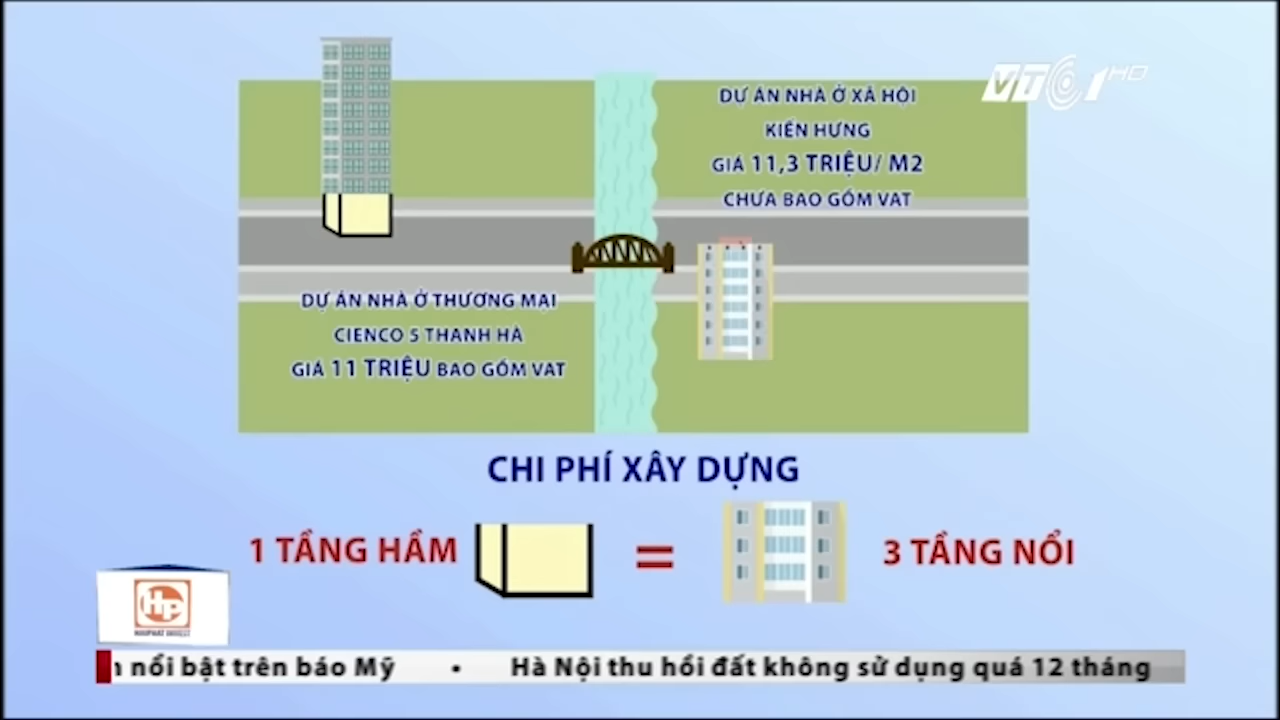 VTC1 HD
DỰ ÁN NHÀ Ở XÃ HỘI
KIẾN HƯNG
GIÁ 11,3 TRIỆU/ M2
CHƯA BAO GỒM VAT
DỰ ÁN NHÀ Ở THƯƠNG MẠI
CIENCO 5 THANH HÀ
GIÁ 11 TRIỆU BAO GỒM VAT
CHI PHÍ XÂY DỰNG
1 TẦNG HẦM = 3 TẦNG NỔI
HP
HAIPHAT INVEST
nổi bật trên báo Mỹ • Hà Nội thu hồi đất không sử dụng quá 12 tháng